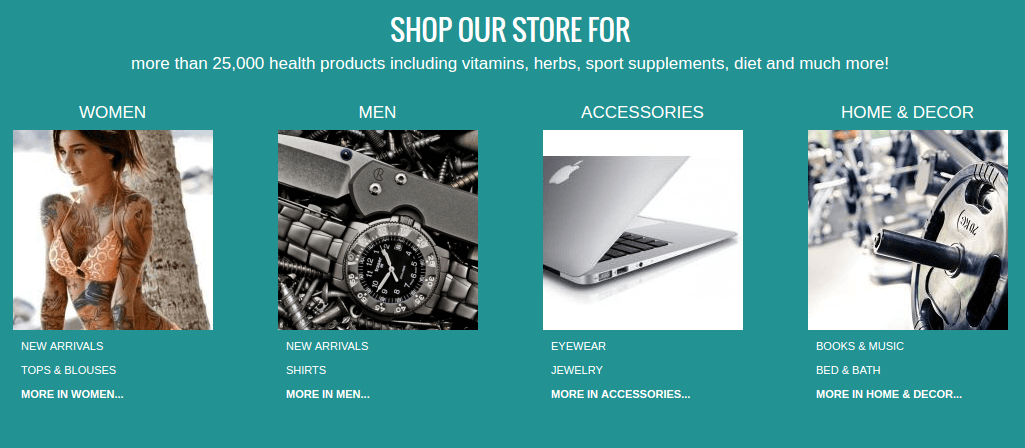 SHOP OUR STORE FOR
more than 25,000 health products including vitamins, herbs, sport supplements, diet and much more!
WOMEN
NEW ARRIVALS
TOPS & BLOUSES
MORE IN WOMEN...
MEN
NEW ARRIVALS
SHIRTS
MORE IN MEN...
ACCESSORIES
EYEWEAR
JEWELRY
MORE IN ACCESSORIES...
HOME & DECOR
20KG
BOOKS & MUSIC
BED & BATH
MORE IN HOME & DECOR...